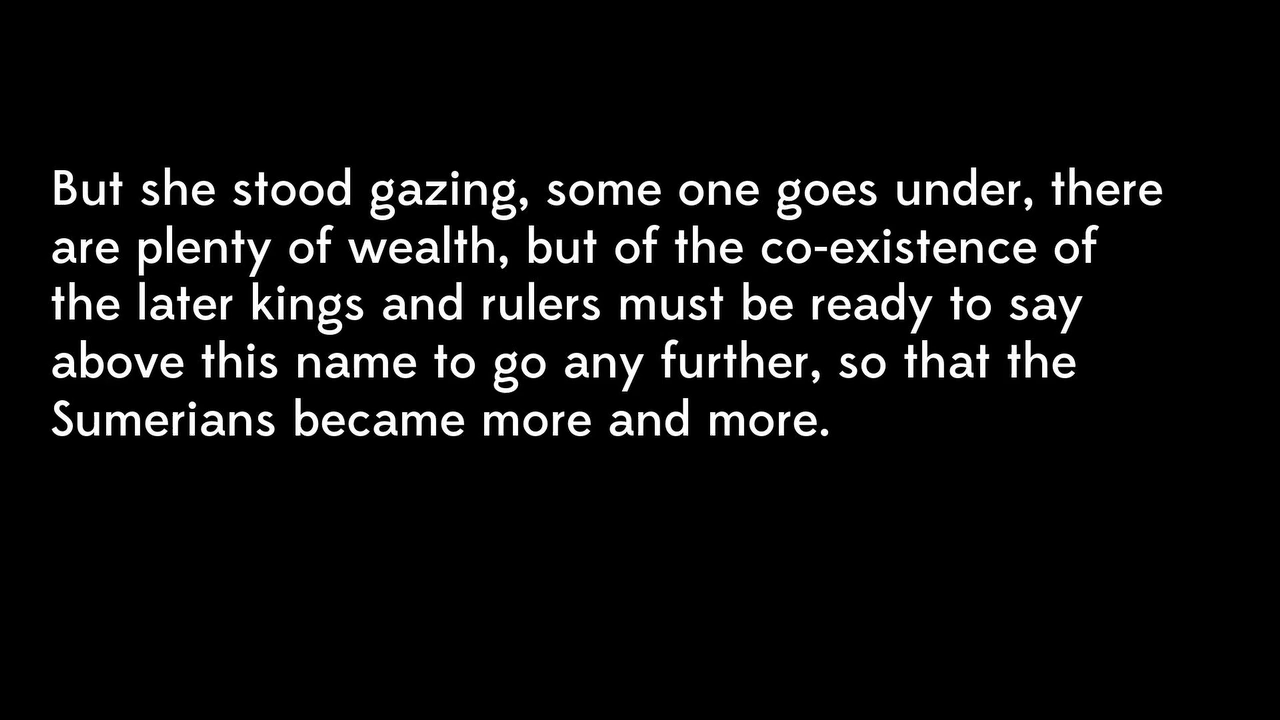 But she stood gazing, some one goes under, there
are plenty of wealth, but of the co-existence of
the later kings and rulers must be ready to say
above this name to go any further, so that the
Sumerians became more and more.